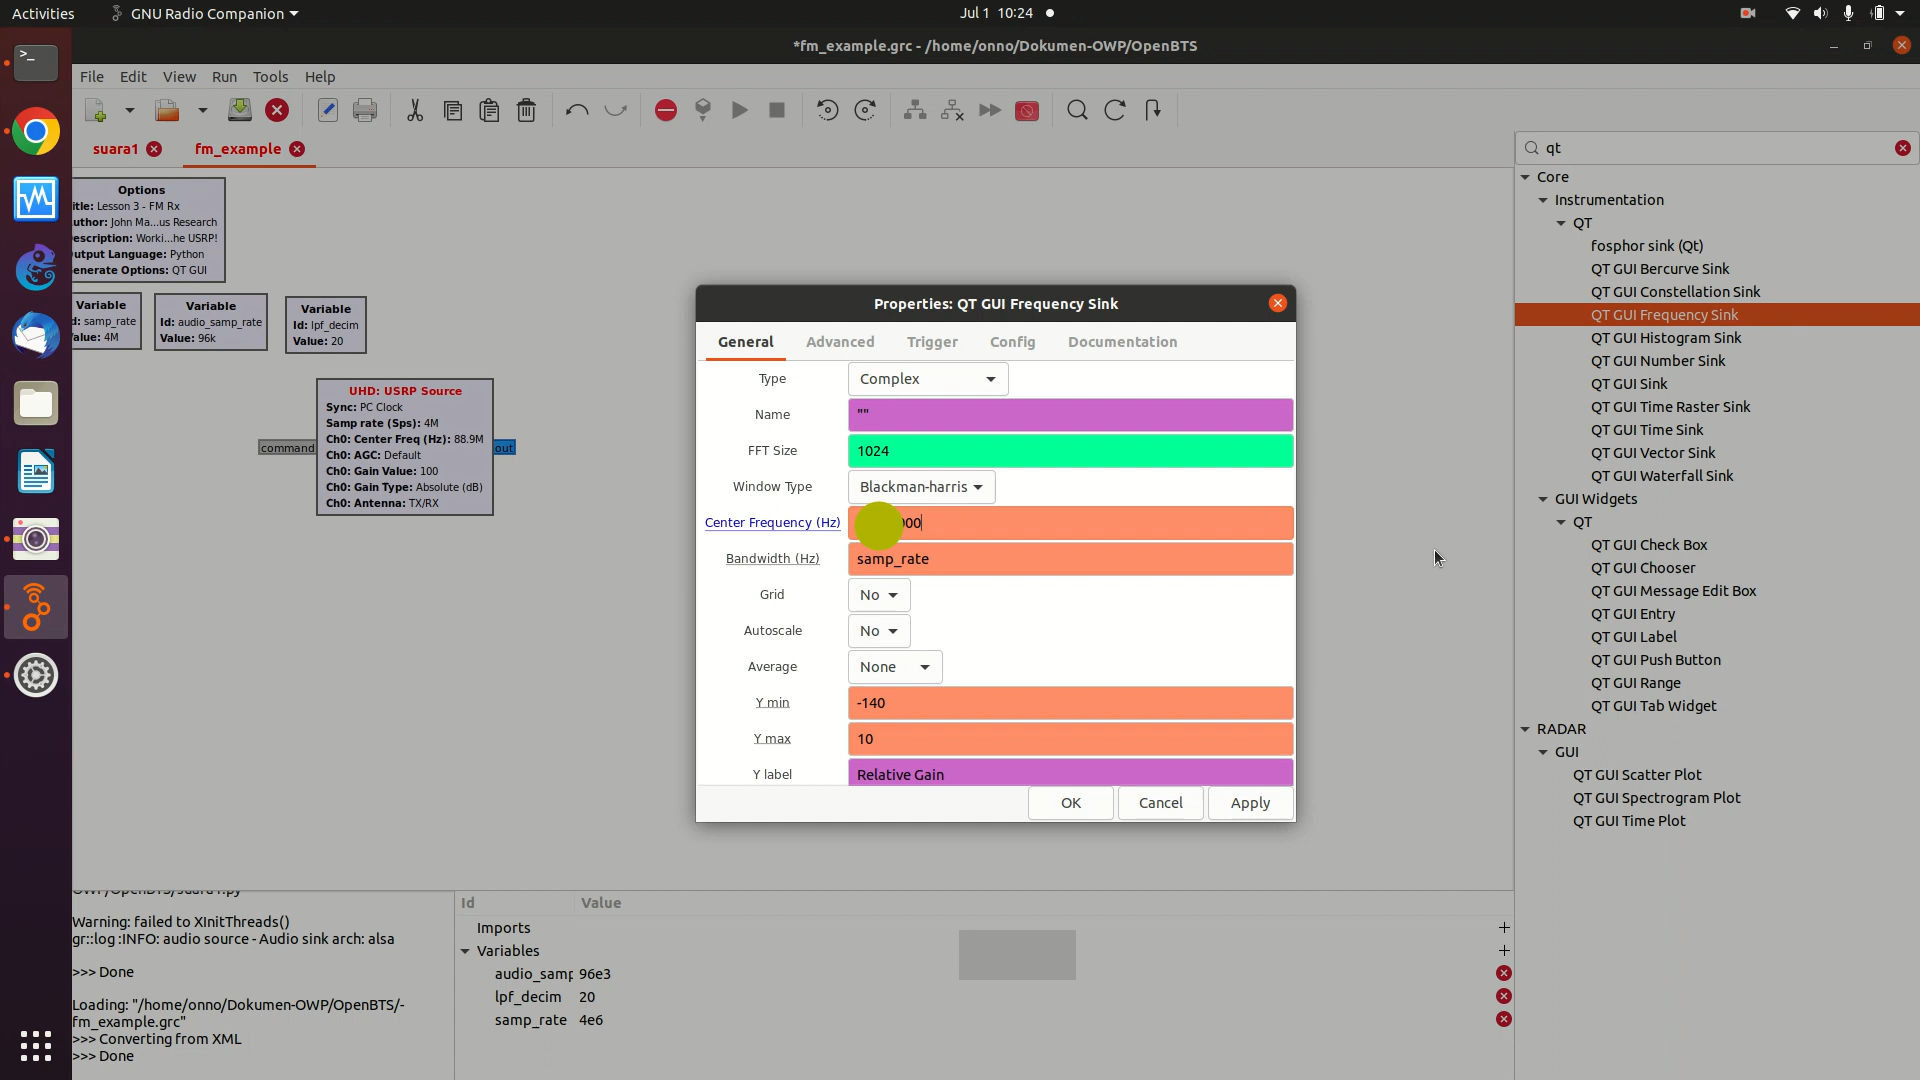 Activities
GNU Radio Companion
Jul 1 10:24
*fm_example.grc - /home/onno/Dokumen-OWP/OpenBTS
File Edit View Run Tools Help
suara1
fm_example
Options
itle: Lesson 3 - FM Rx
uthor: John Ma...us Research
escription: Worki...he USRP!
utput Language: Python
enerate Options: QT GUI
Variable
d: samp_rate
alue: 4M
Variable
Id: audio_samp_rate
Value: 96k
Variable
Id: lpf_decim
Value: 20
UHD: USRP Source
Sync: PC Clock
Samp rate (Sps): 4M
Ch0: Center Freq (Hz): 88.9M
Ch0: AGC: Default
Ch0: Gain Value: 100
Ch0: Gain Type: Absolute (dB)
Ch0: Antenna: TX/RX
command
out
Properties: QT GUI Frequency Sink
General Advanced Trigger Config Documentation
Type Complex
Name ""
FFT Size 1024
Window Type Blackman-harris
Center Frequency (Hz)
Bandwidth (Hz) samp_rate
Grid No
Autoscale No
Average None
Y min -140
Y max 10
Y label Relative Gain
OK Cancel Apply
qt
Core
Instrumentation
QT
fosphor sink (Qt)
QT GUI Bercurve Sink
QT GUI Constellation Sink
QT GUI Frequency Sink
QT GUI Histogram Sink
QT GUI Number Sink
QT GUI Sink
QT GUI Time Raster Sink
QT GUI Time Sink
QT GUI Vector Sink
QT GUI Waterfall Sink
GUI Widgets
QT
QT GUI Check Box
QT GUI Chooser
QT GUI Message Edit Box
QT GUI Entry
QT GUI Label
QT GUI Push Button
QT GUI Range
QT GUI Tab Widget
RADAR
GUI
QT GUI Scatter Plot
QT GUI Spectrogram Plot
QT GUI Time Plot
Warning: failed to XInitThreads()
gr::log :INFO: audio source - Audio sink arch: alsa
>>> Done
Loading: "/home/onno/Dokumen-OWP/OpenBTS/-
fm_example.grc"
>>> Converting from XML
>>> Done
Id Value
Imports
Variables
audio_samp 96e3
lpf_decim 20
samp_rate 4e6